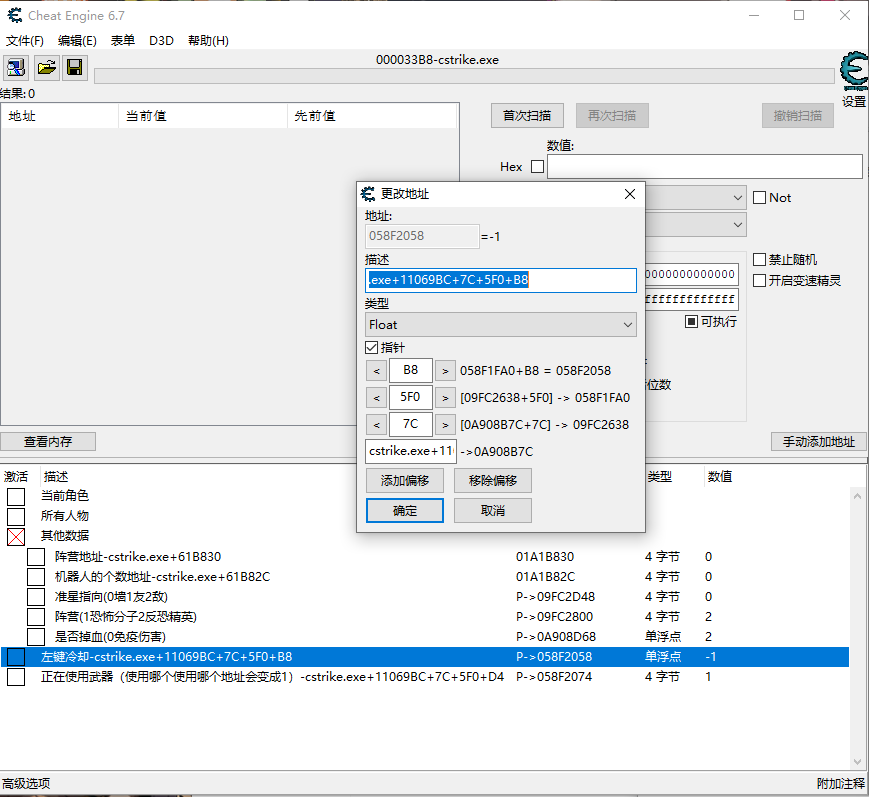 Cheat Engine 6.7
文件(F) 编辑(E) 表单 D3D 帮助(H)
000033B8-cstrike.exe
设置
结果: 0
地址 当前值 先前值
首次扫描 再次扫描 撤销扫描
数值:
Hex
Not
禁止随机
开启变速精灵
0000000000000
fffffffffffff
可执行
位数
更改地址
地址:
058F2058 =-1
描述
.exe+11069BC+7C+5F0+B8
类型
Float
指针
< B8 > 058F1FA0+B8 = 058F2058
< 5F0 > [09FC2638+5F0] -> 058F1FA0
< 7C > [0A908B7C+7C] -> 09FC2638
cstrike.exe+11 ->0A908B7C
添加偏移 移除偏移
确定 取消
查看内存 手动添加地址
激活 描述 类型 数值
当前角色
所有人物
其他数据
阵营地址-cstrike.exe+61B830 01A1B830 4 字节 0
机器人的个数地址-cstrike.exe+61B82C 01A1B82C 4 字节 0
准星指向(0墙1友2敌) P->09FC2D48 4 字节 0
阵营(1恐怖分子2反恐精英) P->09FC2800 4 字节 2
是否掉血(0免疫伤害) P->0A908D68 单浮点 2
左键冷却-cstrike.exe+11069BC+7C+5F0+B8 P->058F2058 单浮点 -1
正在使用武器（使用哪个使用哪个地址会变成1）-cstrike.exe+11069BC+7C+5F0+D4 P->058F2074 4 字节 1
高级选项 附加注释